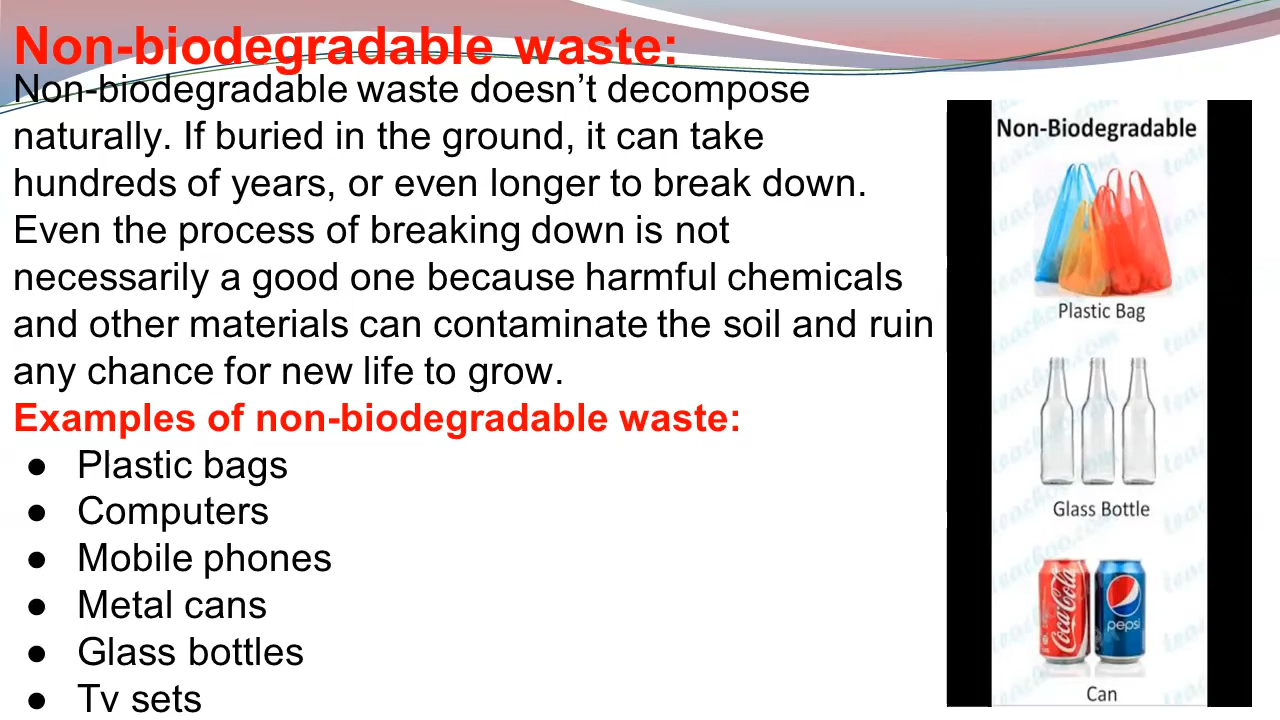 Non-biodegradable waste:
Non-biodegradable waste doesn’t decompose
naturally. If buried in the ground, it can take
hundreds of years, or even longer to break down.
Even the process of breaking down is not
necessarily a good one because harmful chemicals
and other materials can contaminate the soil and ruin
any chance for new life to grow.
Examples of non-biodegradable waste:
● Plastic bags
● Computers
● Mobile phones
● Metal cans
● Glass bottles
● Tv sets
Non-Biodegradable
Plastic Bag
Glass Bottle
Coca-Cola
pepsi
Can
teachoo.com